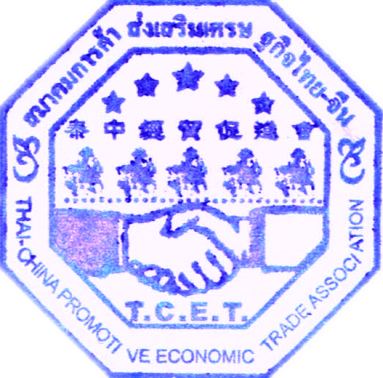 สมาคมการค้า ส่งเสริมเศรษฐกิจไทย-จีน
泰中經貿促進會
T.C.E.T.
THAI-CHINA PROMOTIVE ECONOMIC TRADE ASSOCIATION